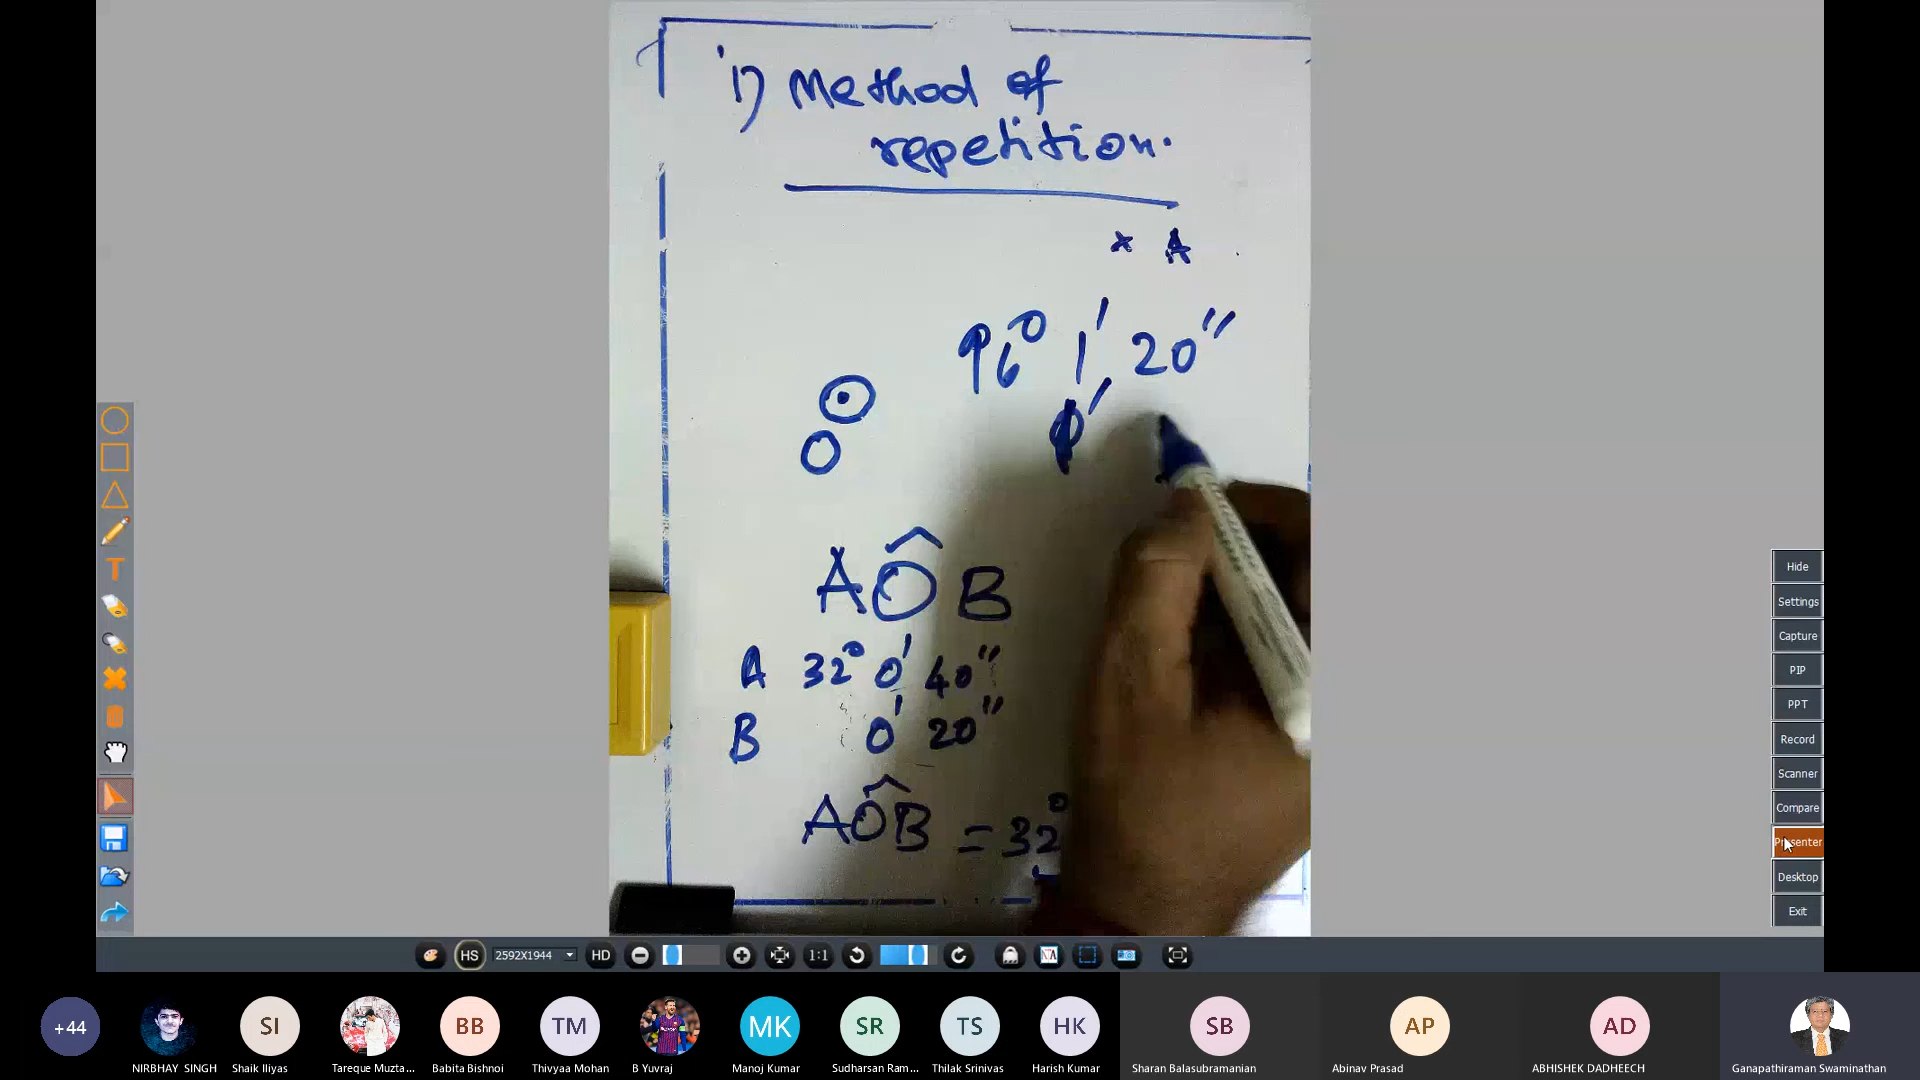 1) Method of
repetition.
x A
96° 1' 20"
0'
O
AÔB
A 32° 0' 40"
B 0' 20"
AÔB = 32°
T
Hide
Settings
Capture
PIP
PPT
Record
Scanner
Compare
Presenter
Desktop
Exit
HS 2592X1944 HD 1:1
+44 SI BB TM MK SR TS HK SB AP AD
NIRBHAY SINGH Shaik Iliyas Tareque Muzta... Babita Bishnoi Thivyaa Mohan B Yuvraj Manoj Kumar Sudharsan Ram... Thilak Srinivas Harish Kumar Sharan Balasubramanian Abinav Prasad ABHISHEK DADHEECH Ganapathiraman Swaminathan